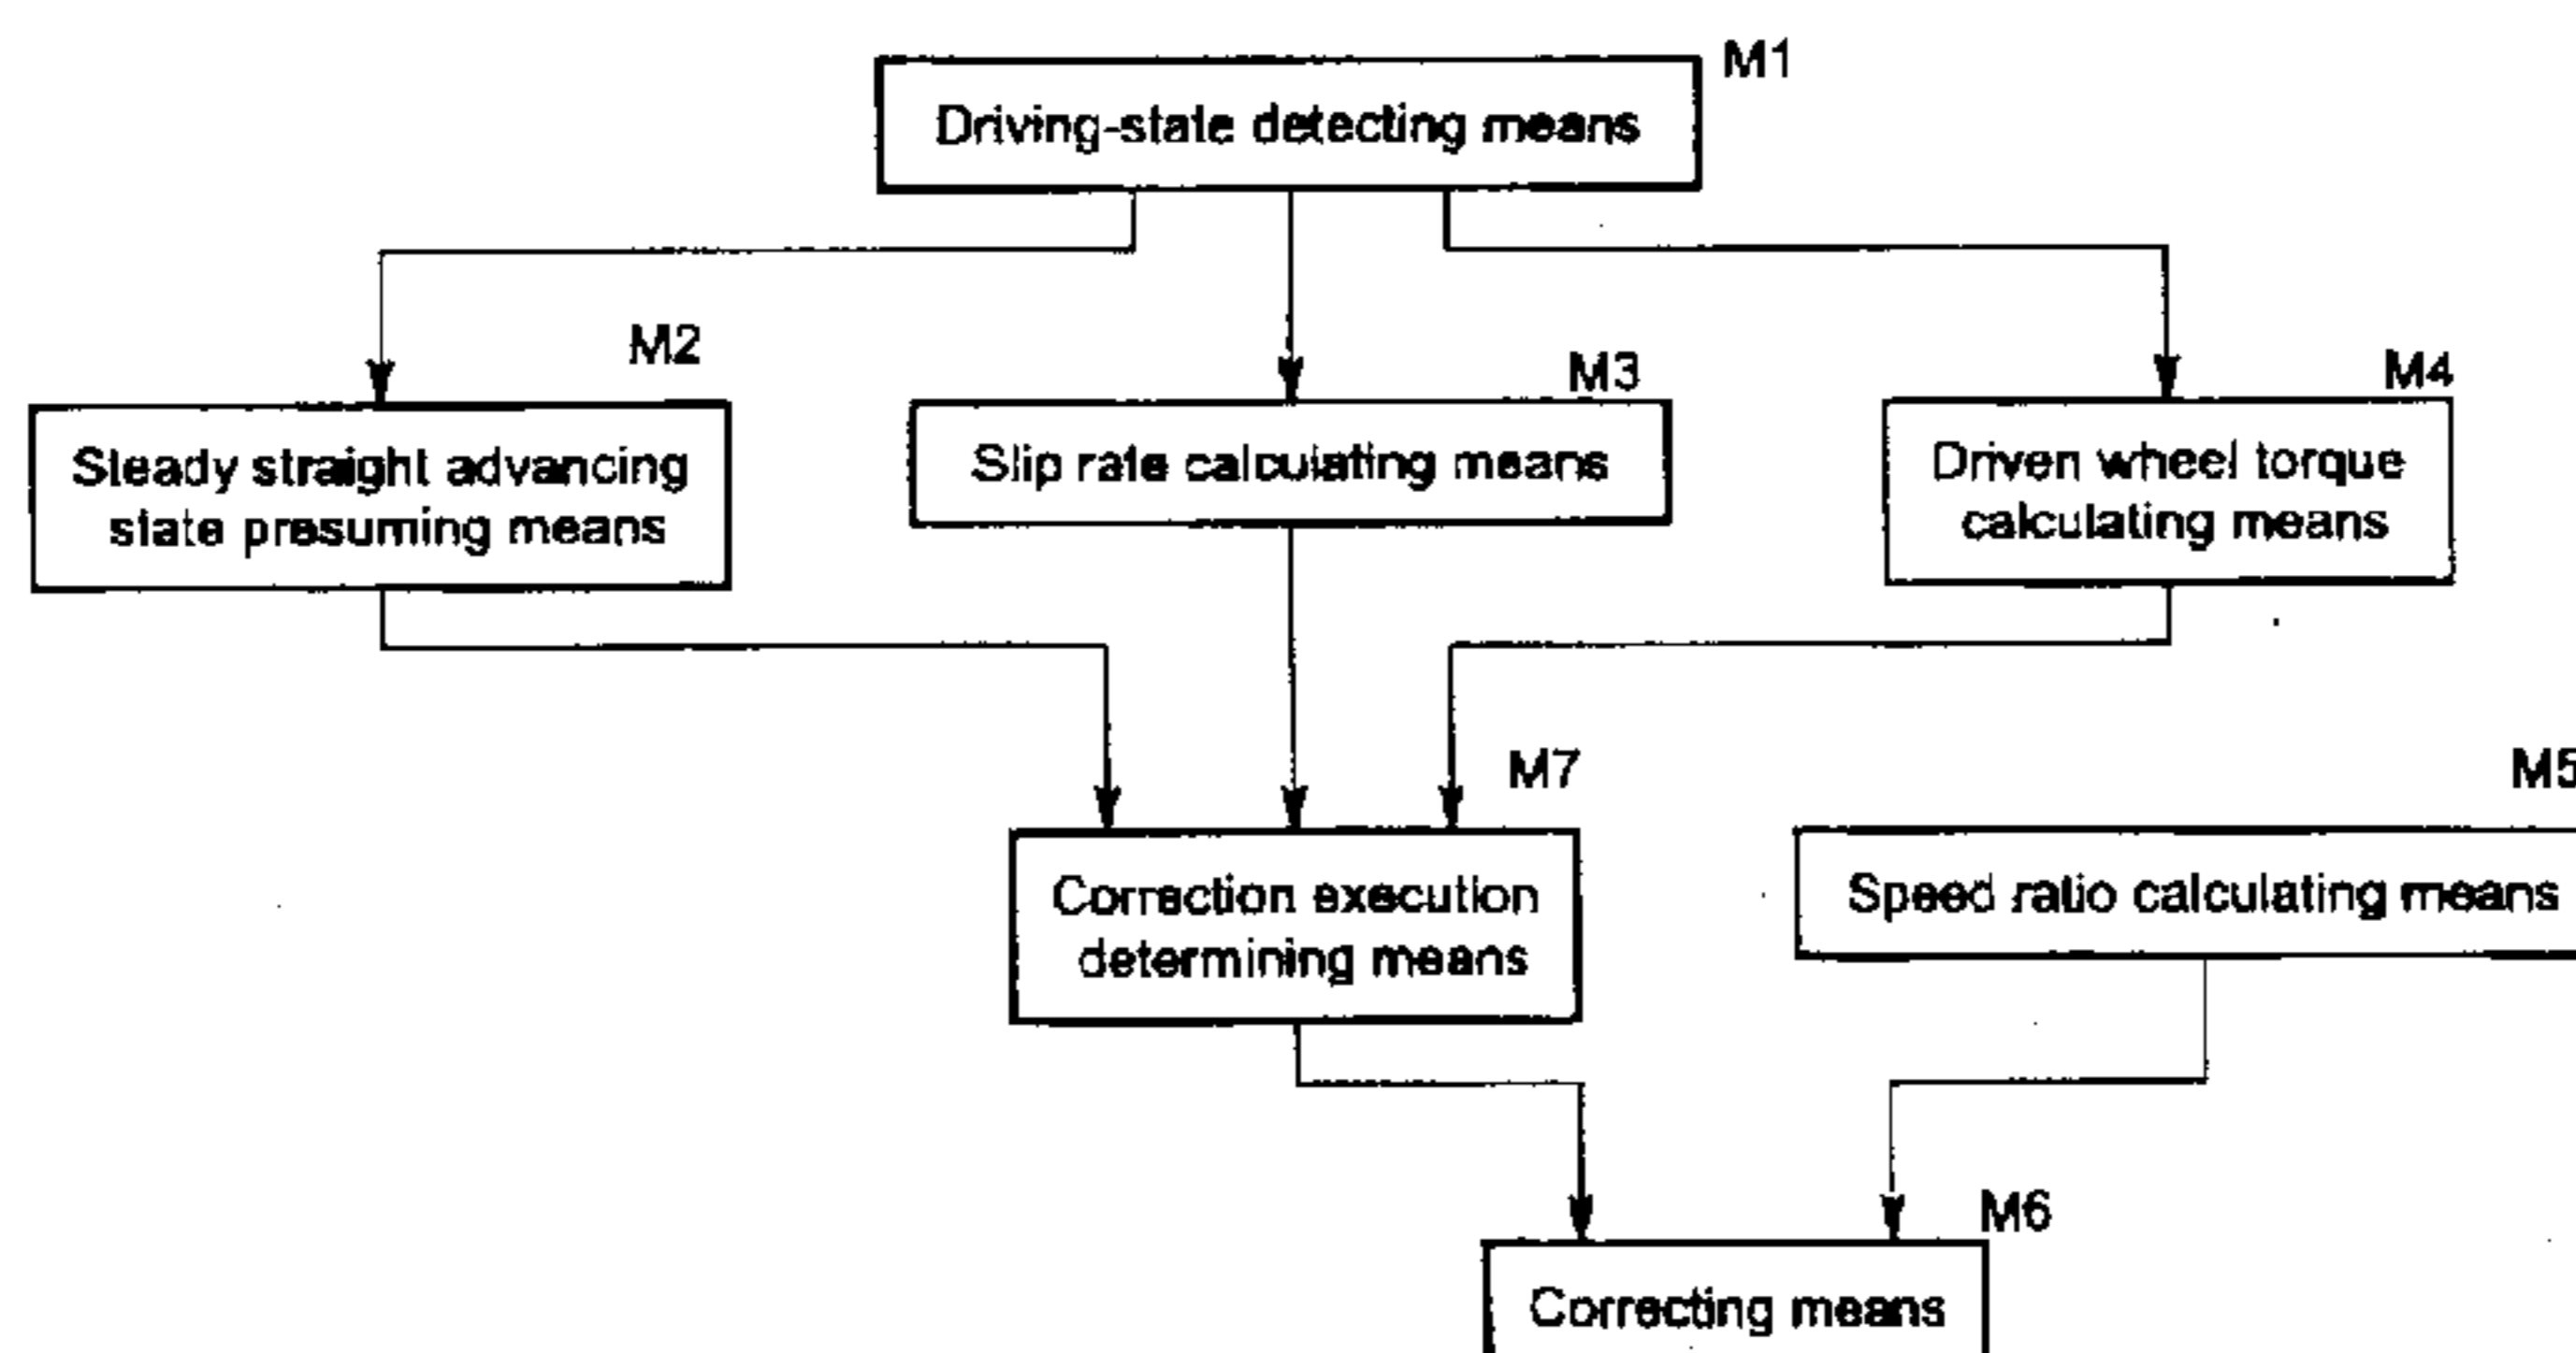 M1
Driving-state detecting means
M2
M3
M4
Steady straight advancing
state presuming means
Slip rate calculating means
Driven wheel torque
calculating means
M7
M5
Correction execution
determining means
Speed ratio calculating means
M6
Correcting means